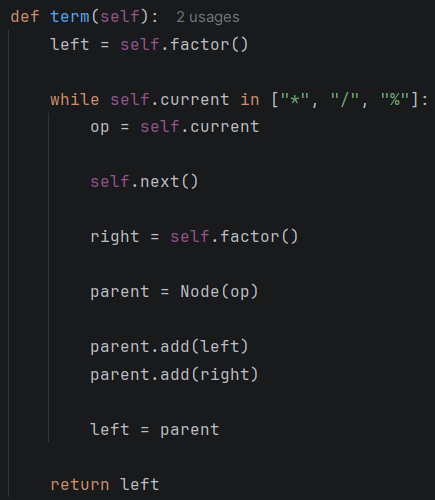 def term(self):  2 usages
    left = self.factor()
    while self.current in ["*", "/", "%"]:
        op = self.current
        self.next()
        right = self.factor()
        parent = Node(op)
        parent.add(left)
        parent.add(right)
        left = parent
    return left